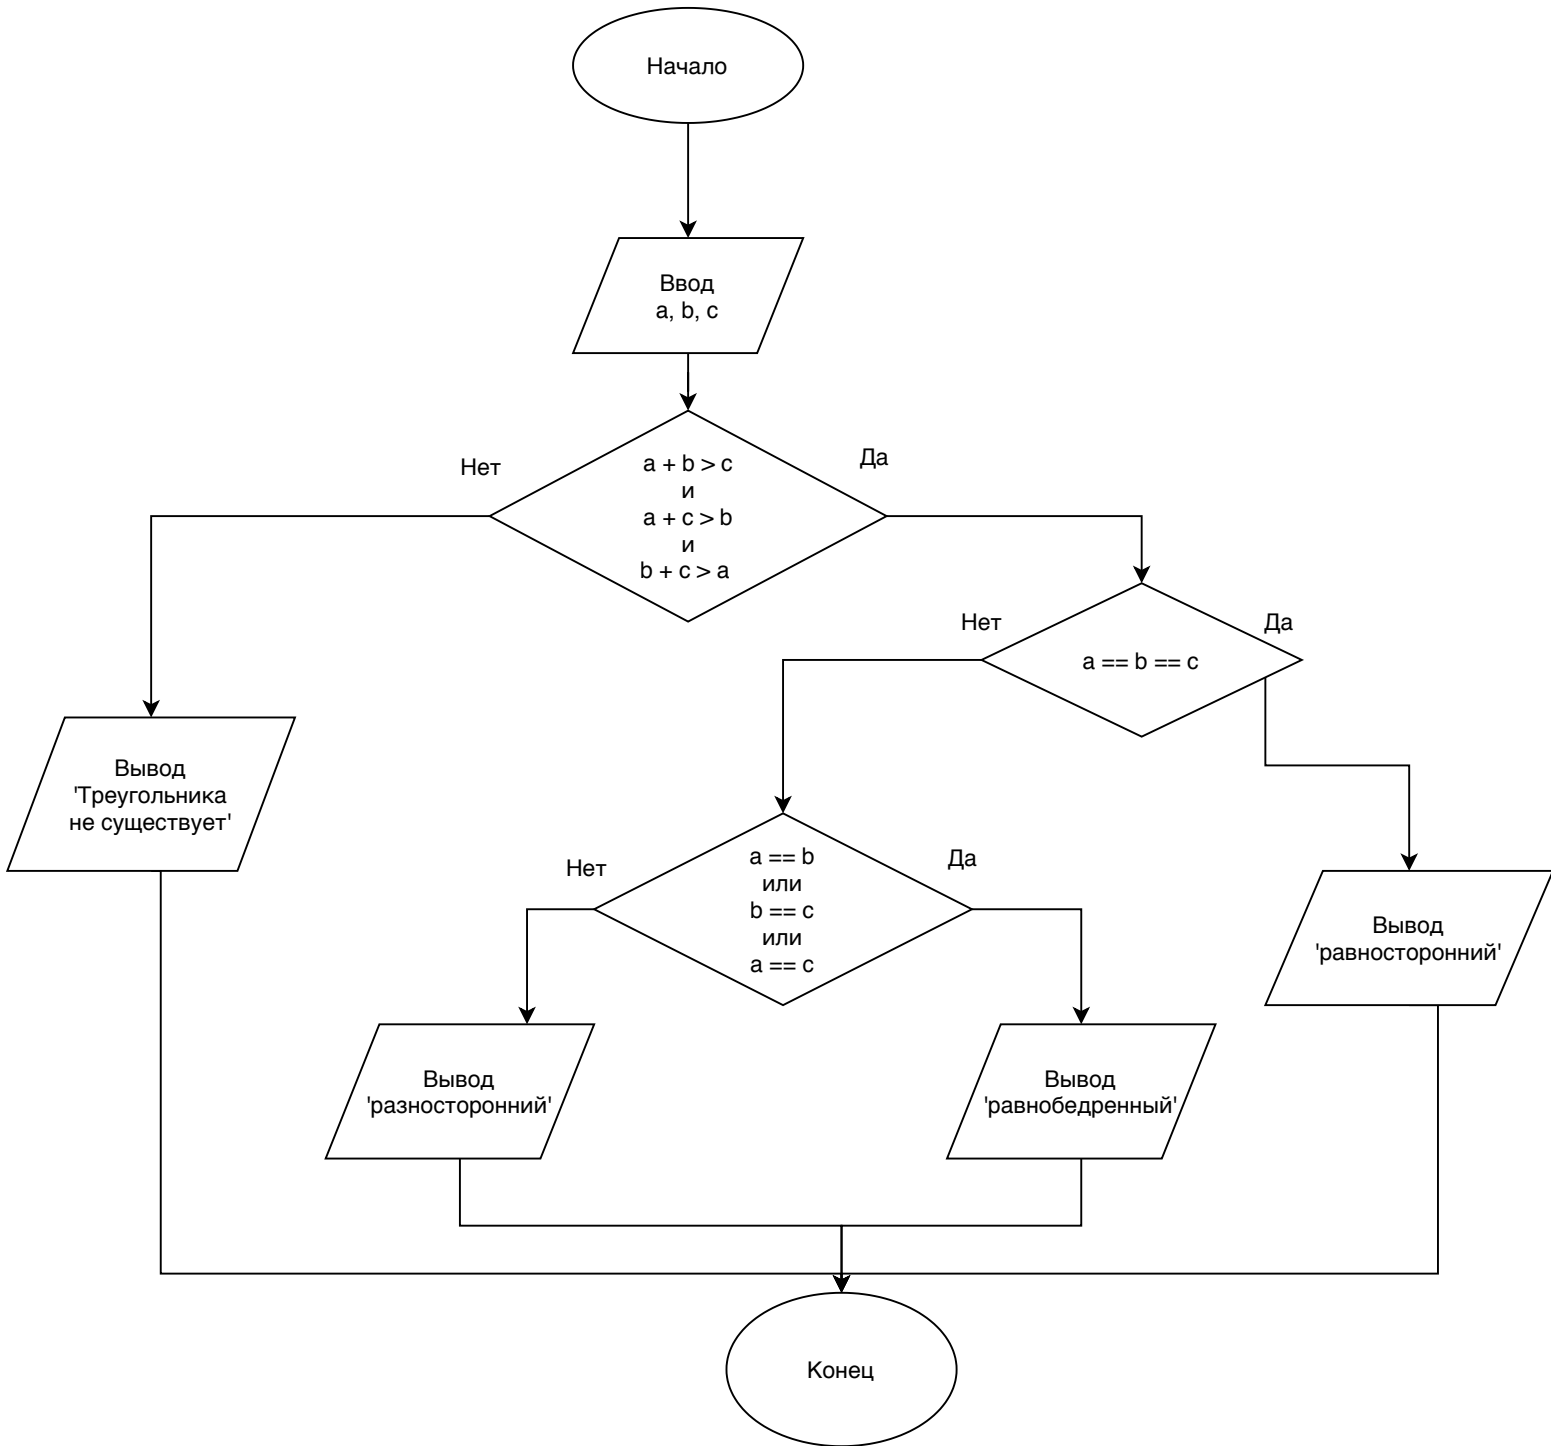 Начало
Ввод
a, b, c
Нет
Да
a + b > c
и
a + c > b
и
b + c > a
Нет
Да
a == b == c
Вывод
'Треугольника
не существует'
Нет
Да
a == b
или
b == c
или
a == c
Вывод
'равносторонний'
Вывод
'разносторонний'
Вывод
'равнобедренный'
Конец